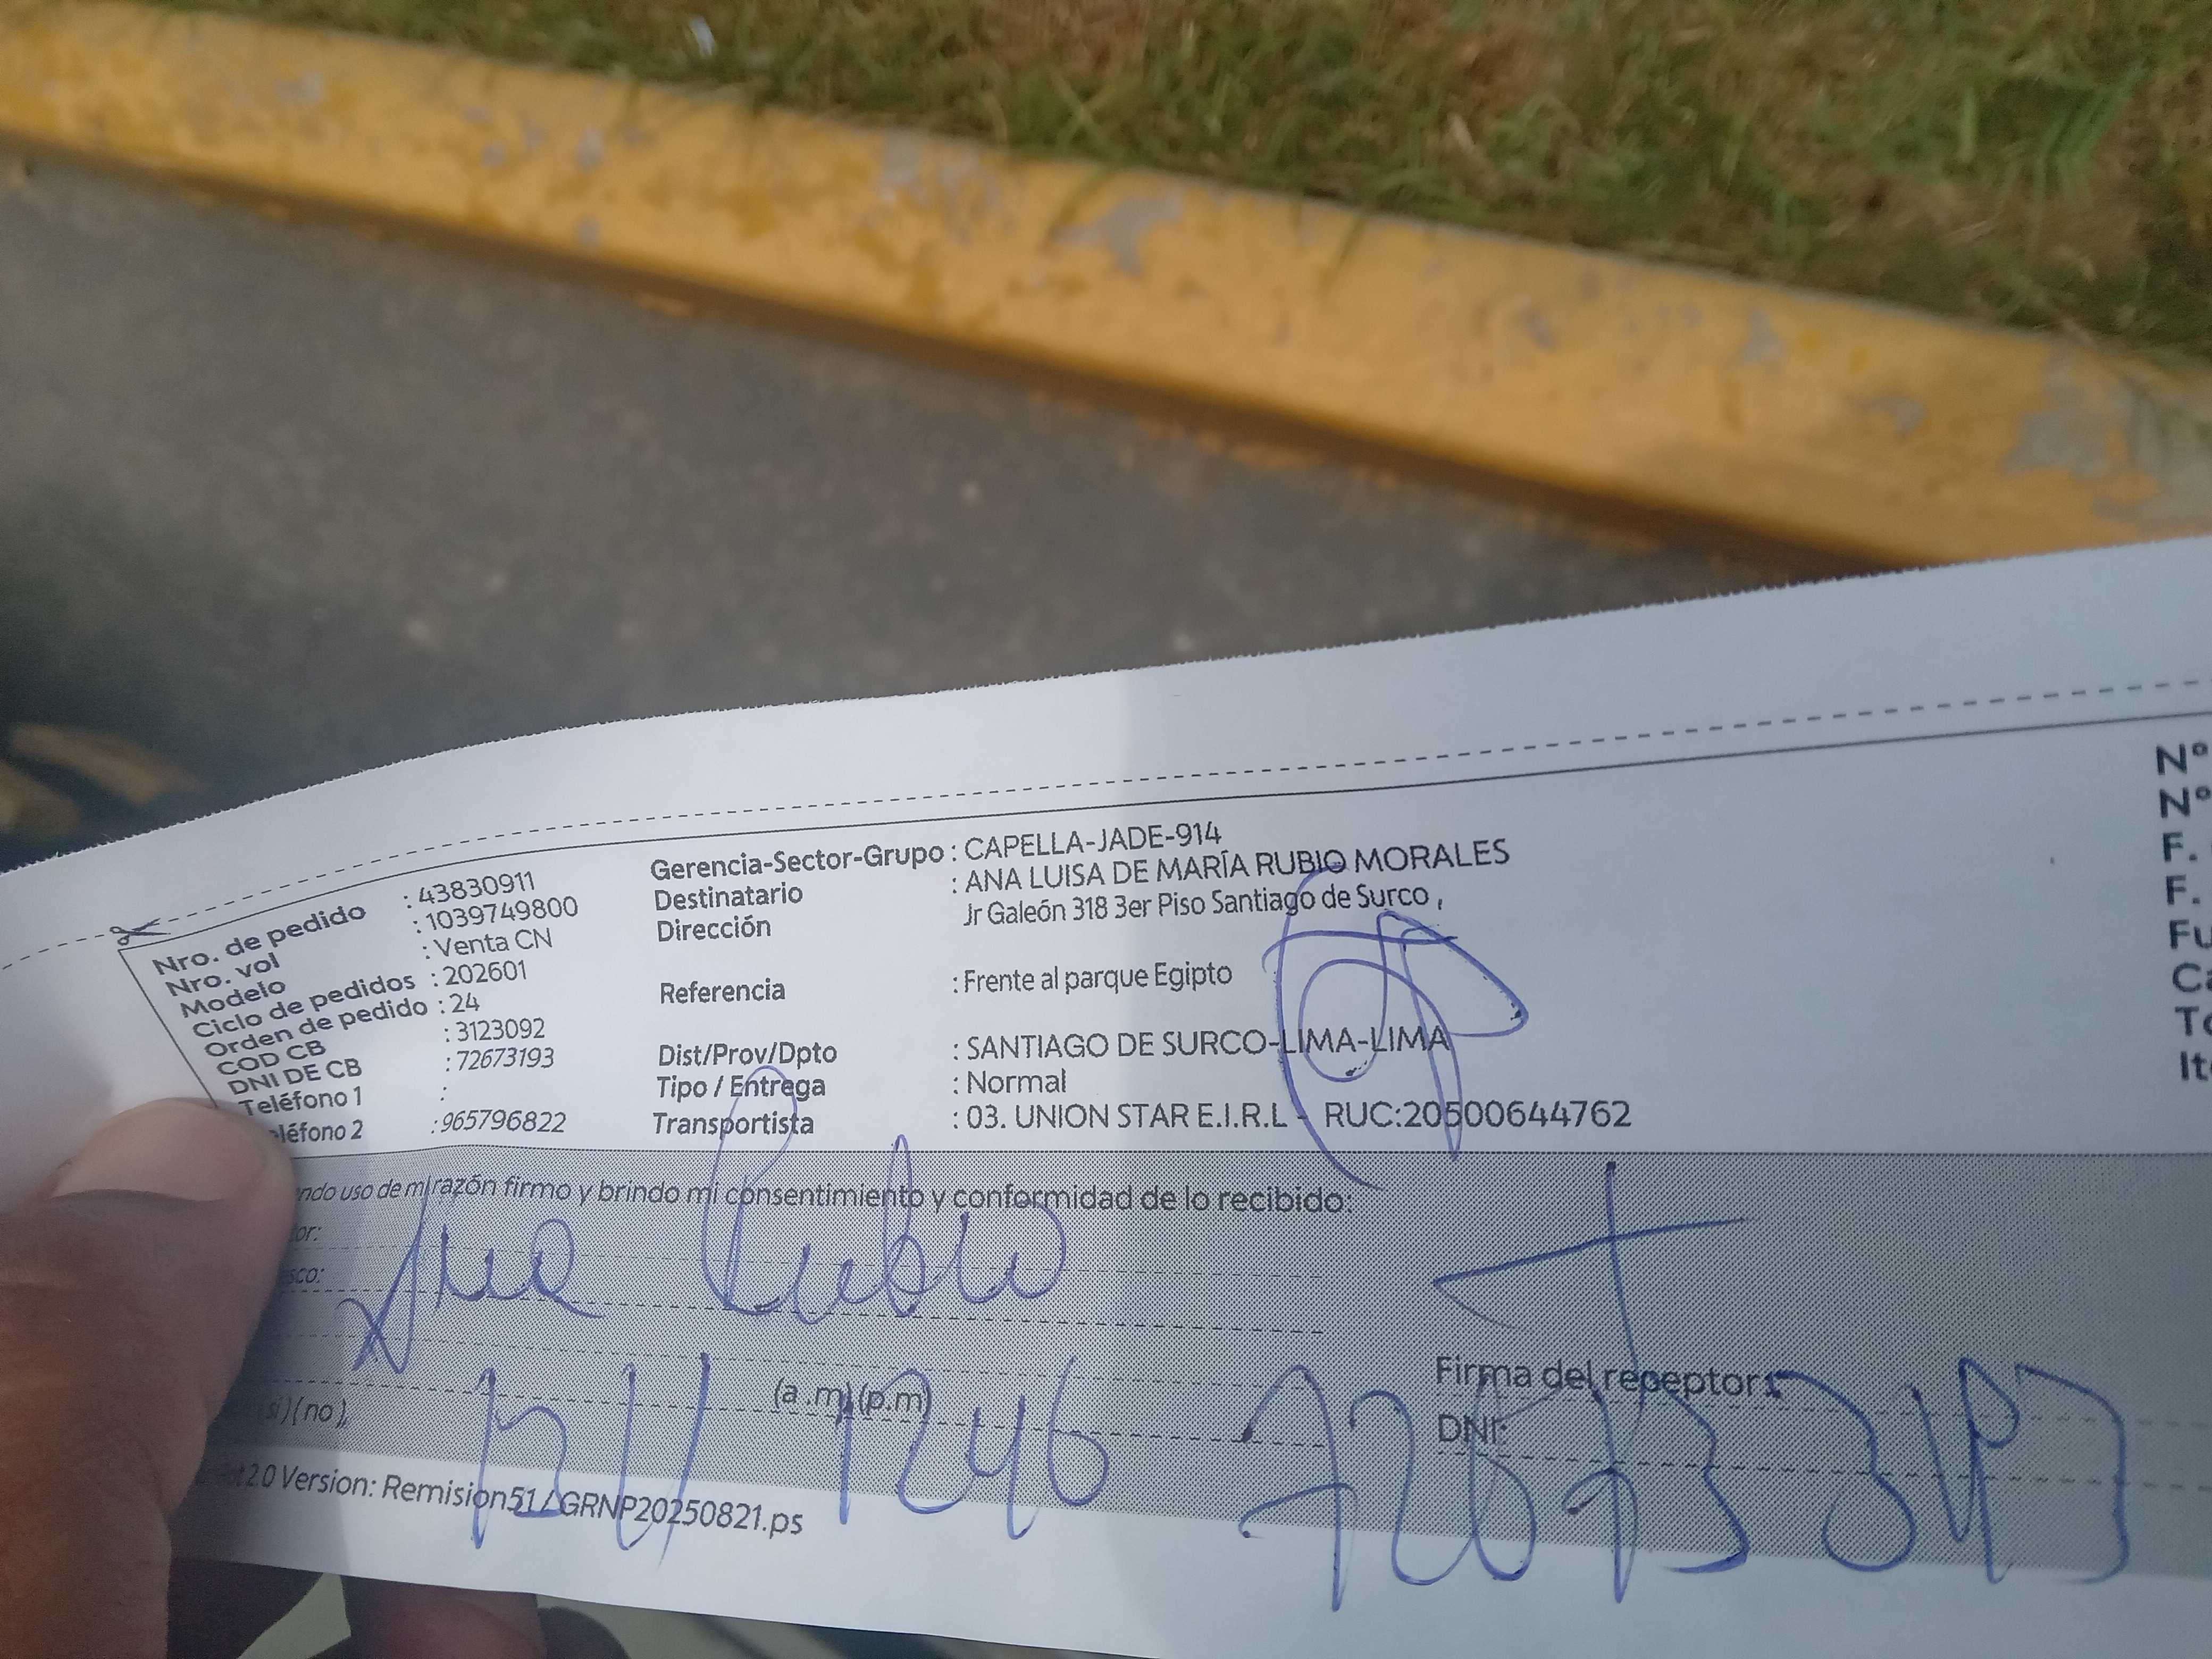 Nro. de pedido : 43830911
Nro. vol : 1039749800
Modelo : Venta CN
Ciclo de pedidos : 202601
Orden de pedido : 24
COD CB : 3123092
DNI DE CB : 72673193
Teléfono 1 :
léfono 2 : 965796822
Gerencia-Sector-Grupo : CAPELLA-JADE-914
Destinatario : ANA LUISA DE MARÍA RUBIO MORALES
Dirección Jr Galeón 318 3er Piso Santiago de Surco ,
Referencia : Frente al parque Egipto
Dist/Prov/Dpto : SANTIAGO DE SURCO-LIMA-LIMA
Tipo / Entrega : Normal
Transportista : 03. UNION STAR E.I.R.L - RUC:20500644762
N°
N°
F.
F.
Fu
Ca
To
It
ndo uso de mi razón firmo y brindo mi consentimiento y conformidad de lo recibido:
or:
sco:
Ana Rubio
(a.m) (p.m)
si) ( no ),
1246
Firma del receptor:
DNI:
2.0 Version: Remision51/GRNP20250821.ps